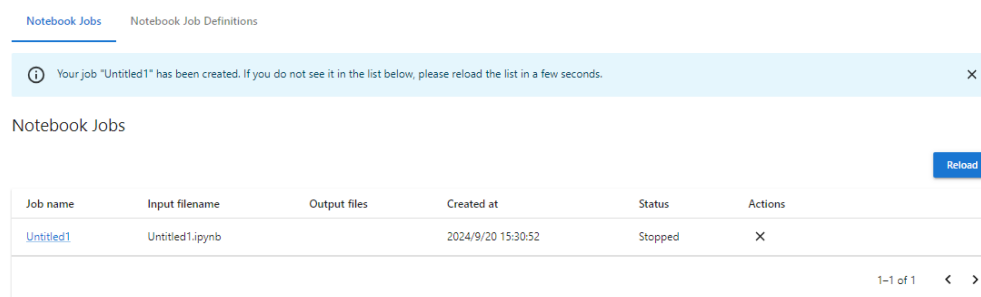 Notebook Jobs Notebook Job Definitions
Your job "Untitled1" has been created. If you do not see it in the list below, please reload the list in a few seconds.
Notebook Jobs
Reload
Job name Input filename Output files Created at Status Actions
Untitled1 Untitled1.ipynb 2024/9/20 15:30:52 Stopped
1–1 of 1